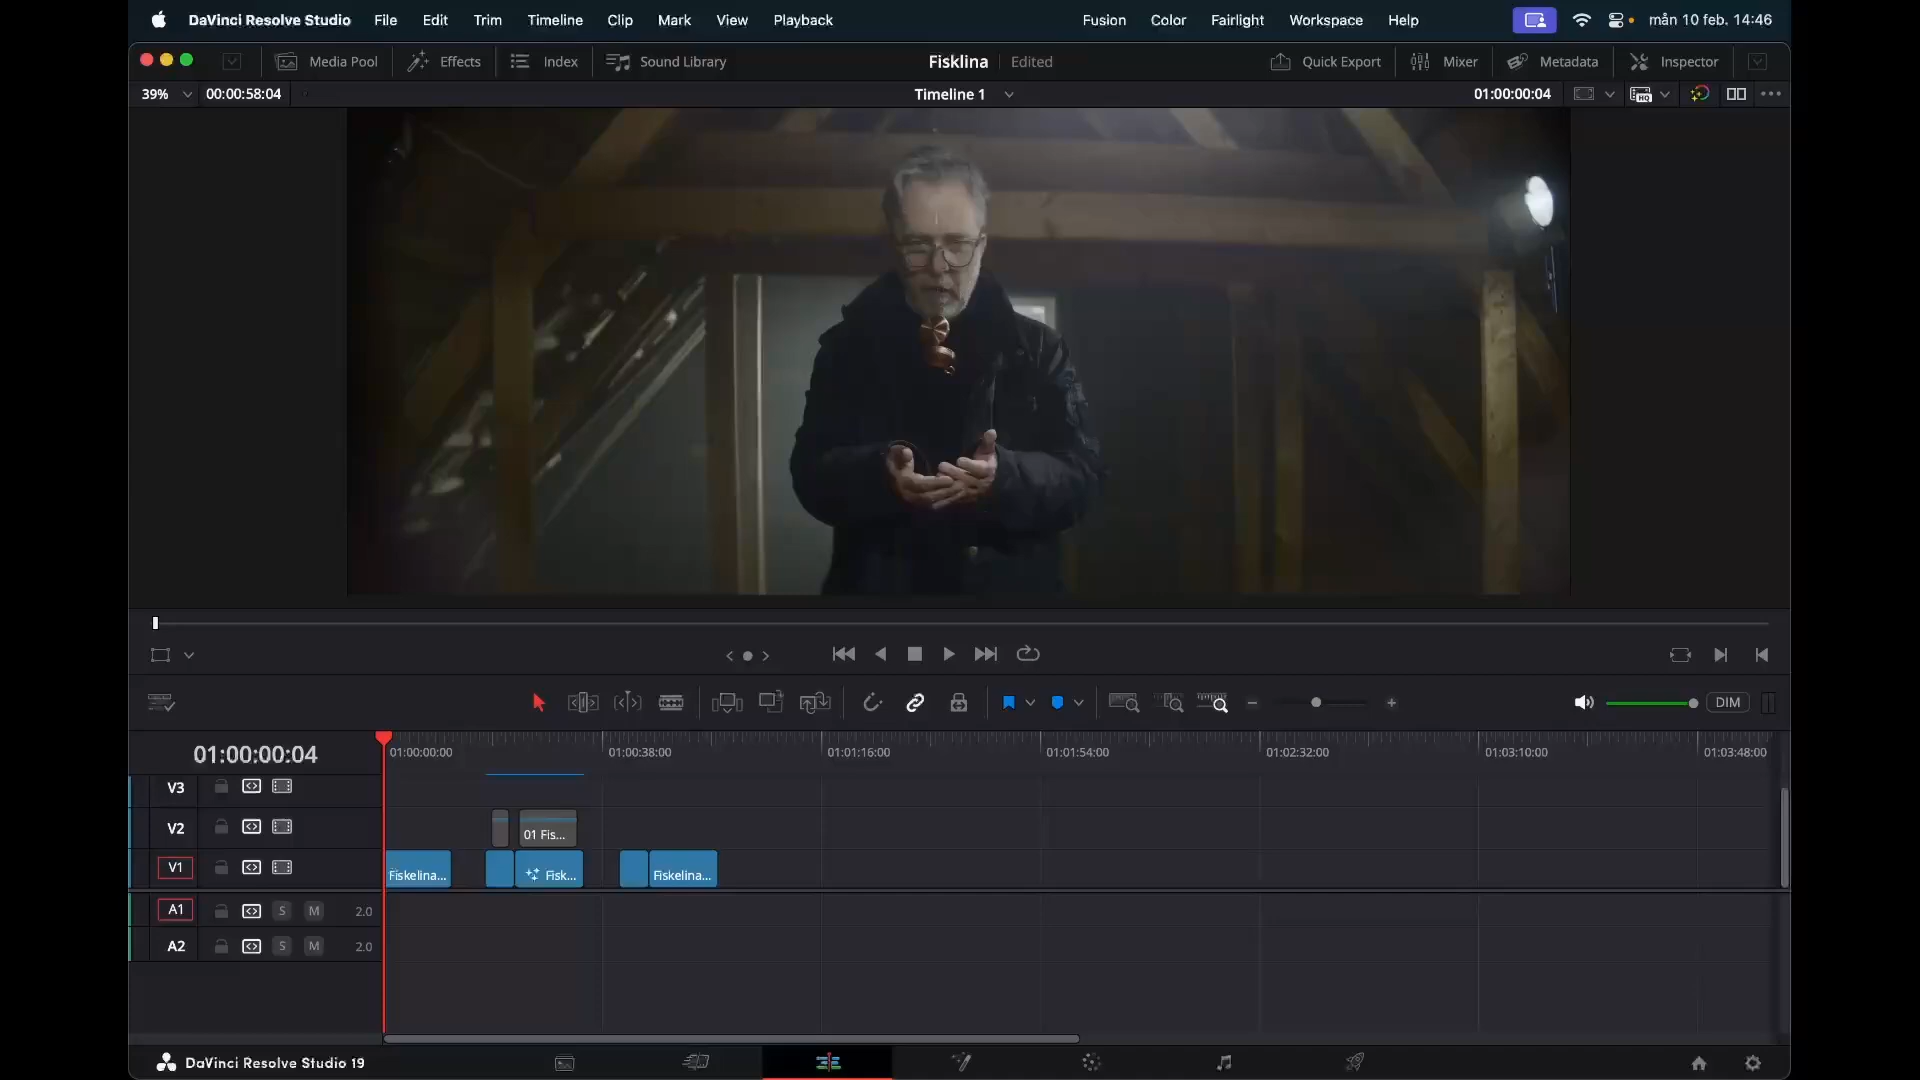 DaVinci Resolve Studio File Edit Trim Timeline Clip Mark View Playback Fusion Color Fairlight Workspace Help mån 10 feb. 14:46
Media Pool Effects Index Sound Library Fisklina Edited Quick Export Mixer Metadata Inspector
39% 00:00:58:04 Timeline 1 01:00:00:04 HQ
DIM
01:00:00:04 01:00:00:00 01:00:38:00 01:01:16:00 01:01:54:00 01:02:32:00 01:03:10:00 01:03:48:00
V3
V2 01 Fis...
V1 Fiskelina... Fisk... Fiskelina...
A1 S M 2.0
A2 S M 2.0
DaVinci Resolve Studio 19